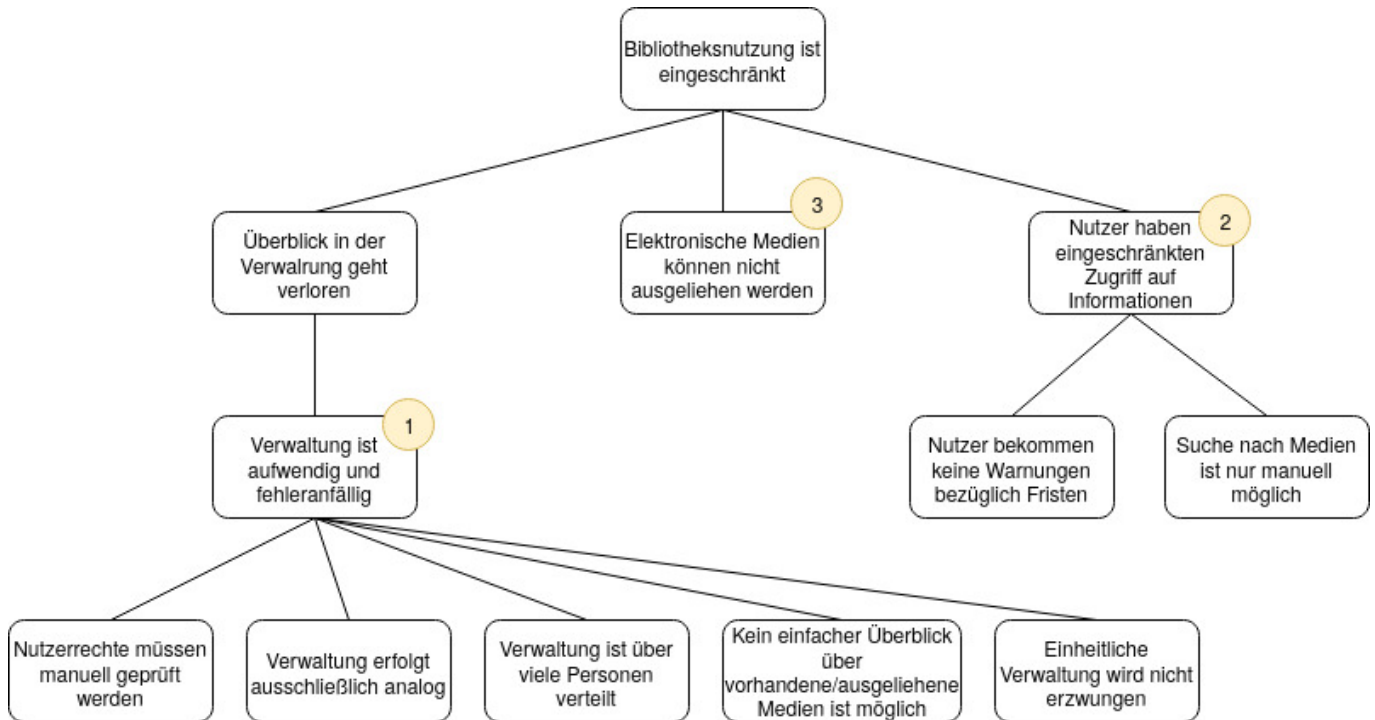 Bibliotheksnutzung ist
eingeschränkt
Überblick in der
Verwalrung geht
verloren
3
Elektronische Medien
können nicht
ausgeliehen werden
2
Nutzer haben
eingeschränkten
Zugriff auf
Informationen
1
Verwaltung ist
aufwendig und
fehleranfällig
Nutzer bekommen
keine Warnungen
bezüglich Fristen
Suche nach Medien
ist nur manuell
möglich
Nutzerrechte müssen
manuell geprüft
werden
Verwaltung erfolgt
ausschließlich analog
Verwaltung ist über
viele Personen
verteilt
Kein einfacher Überblick
über
vorhandene/ausgeliehene
Medien ist möglich
Einheitliche
Verwaltung wird nicht
erzwungen